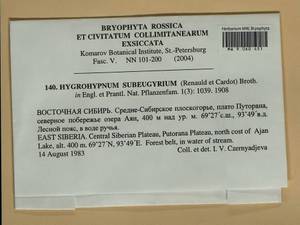 BRYOPHYTA ROSSICA
ET CIVITATUM COLLIMITANEARUM
EXSICCATA
Komarov Botanical Institute, St.-Petersburg
Fasc. V. NN 101-200 (2004)
Herbarium MW, Bryophyta
140. HYGROHYPNUM SUBEUGYRIUM (Renauld et Cardot) Broth.
in Engl. et Prantl. Nat. Pflanzenfam. 1(3): 1039. 1908
ВОСТОЧНАЯ СИБИРЬ. Средне-Сибирское плоскогорье, плато Путорана,
северное побережье озера Аян, 400 м над ур. м. 69°27´с.ш., 93°49´в.д.
Лесной пояс, в воде ручья.
EAST SIBERIA. Central Siberian Plateau, Putorana Plateau, north cost of Ajan
Lake, alt. 400 m. 69°27´N, 93°49´E. Forest belt, in water of stream.
14 August 1983
Coll. et det. I. V. Czernyadjeva